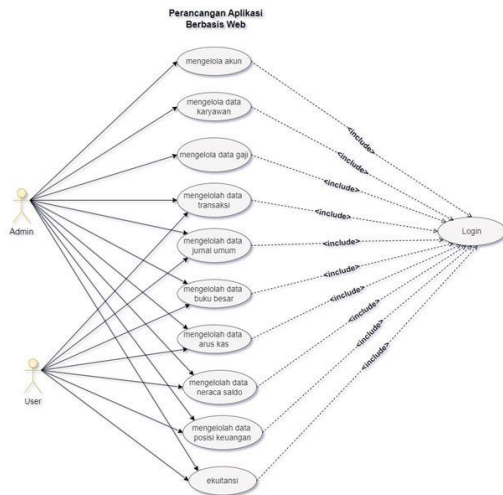 Perancangan Aplikasi
Berbasis Web
mengelola akun
mengelola data
karyawan
mengelola data gaji
mengelolah data
transaksi
mengelolah data
jurnal umum
mengelolah data
buku besar
mengelolah data
arus kas
mengelolah data
neraca saldo
mengelolah data
posisi keuangan
ekuitansi
Admin
User
Login
<include>
<include>
<include>
<include>
<include>
<include>
<include>
<include>
<include>
<include>